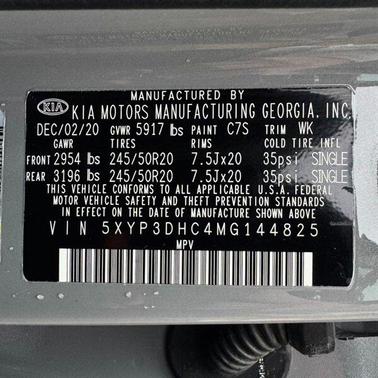 MANUFACTURED BY
KIA KIA MOTORS MANUFACTURING GEORGIA, INC.
DEC/02/20 GVWR 5917 lbs PAINT C7S TRIM WK
GAWR TIRES RIMS COLD TIRE INFL
FRONT 2954 lbs 245/50R20 7.5Jx20 35psi SINGLE
REAR 3196 lbs 245/50R20 7.5Jx20 35psi SINGLE
THIS VEHICLE CONFORMS TO ALL APPLICABLE U.S. FEDERAL
MOTOR VEHICLE SAFETY STANDARDS IN EFFECT ON THE DATE OF
MANUFACTURE SHOWN ABOVE
VIN 5XYP3DHC4MG144825
MPV